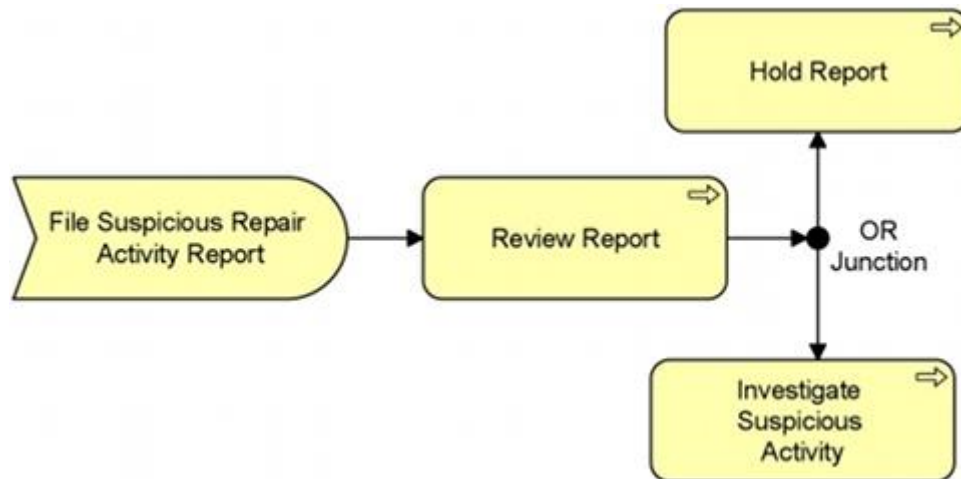 Hold Report
File Suspicious Repair
Activity Report
Review Report
OR
Junction
Investigate
Suspicious
Activity